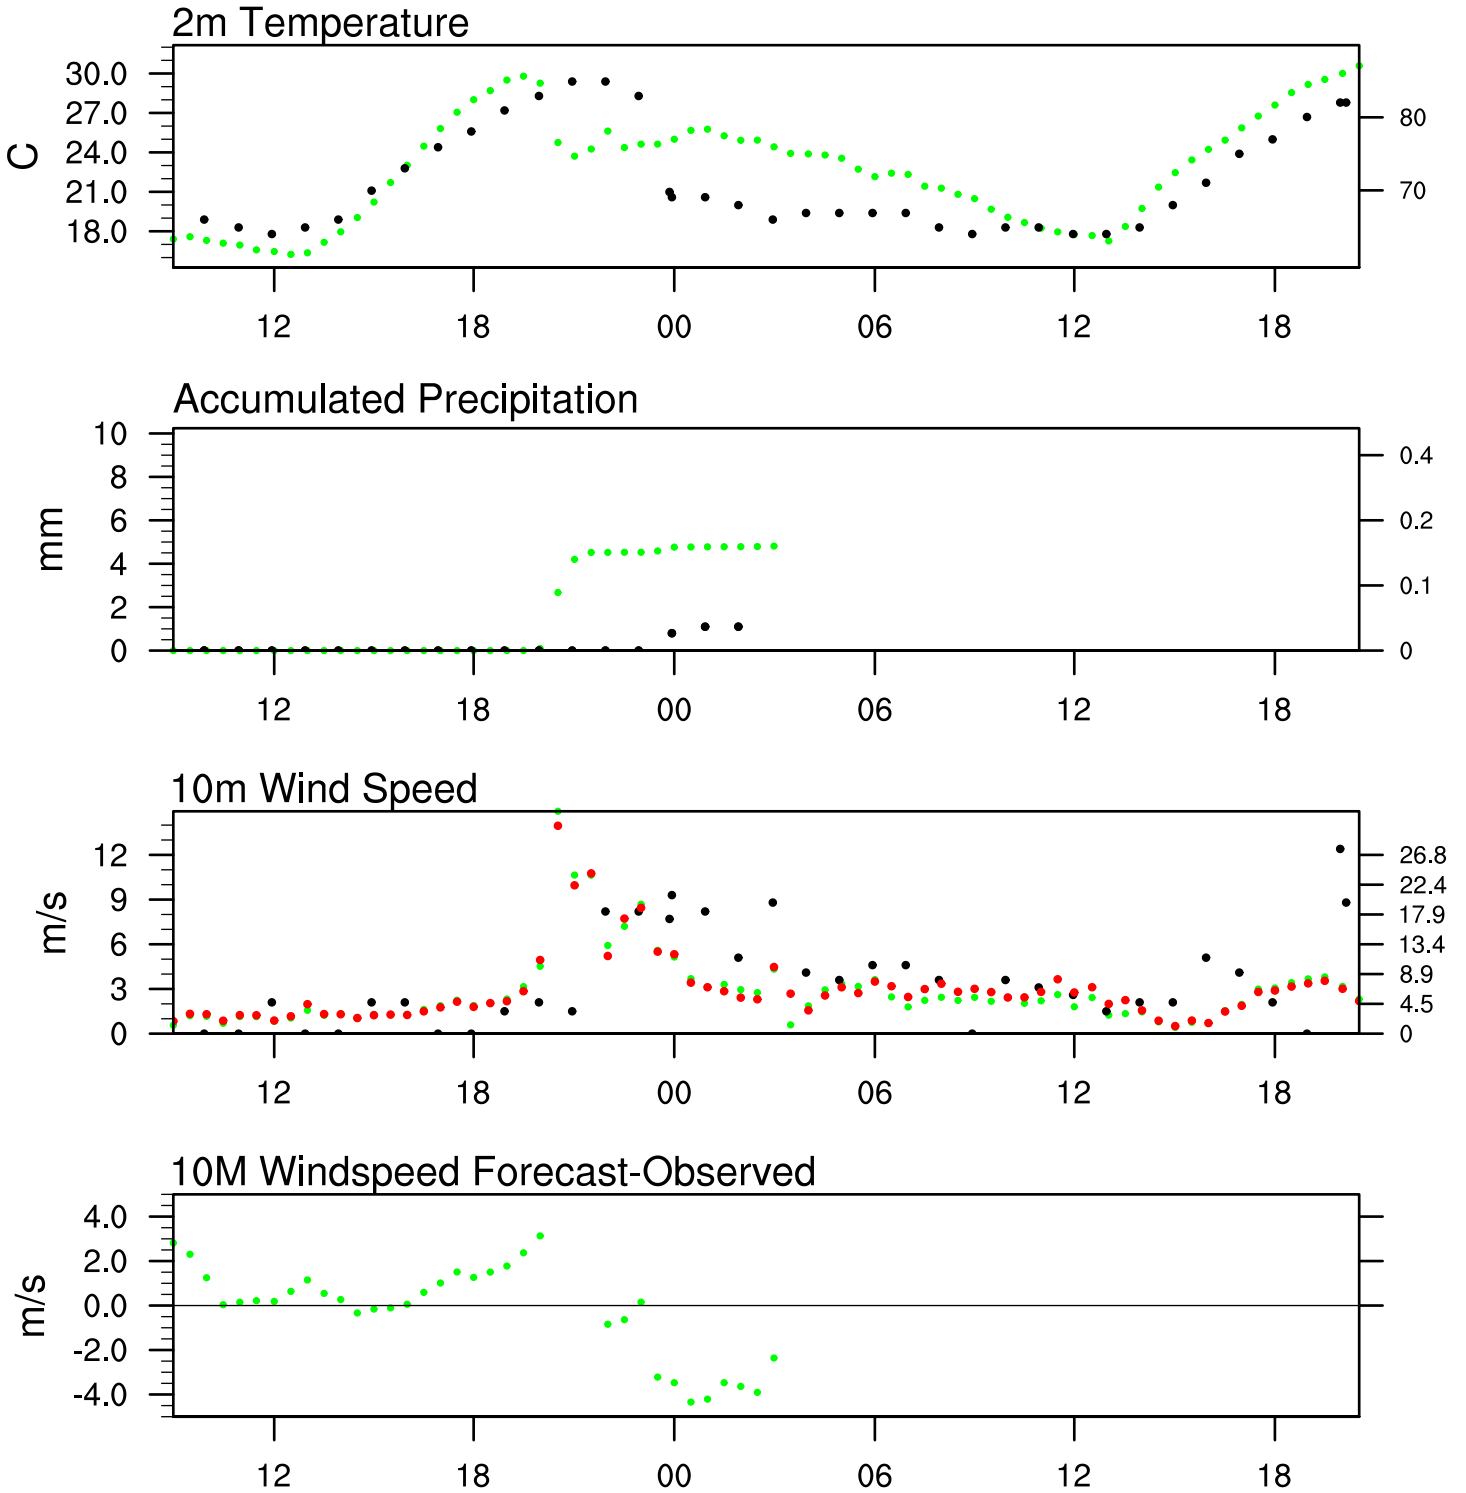 2m Temperature
30.0
27.0
24.0
21.0
18.0
C
80
70
12 18 00 06 12 18
Accumulated Precipitation
10
8
6
4
2
0
mm
0.4
0.2
0.1
0
12 18 00 06 12 18
10m Wind Speed
12
9
6
3
0
m/s
26.8
22.4
17.9
13.4
8.9
4.5
0
12 18 00 06 12 18
10M Windspeed Forecast-Observed
4.0
2.0
0.0
-2.0
-4.0
m/s
12 18 00 06 12 18